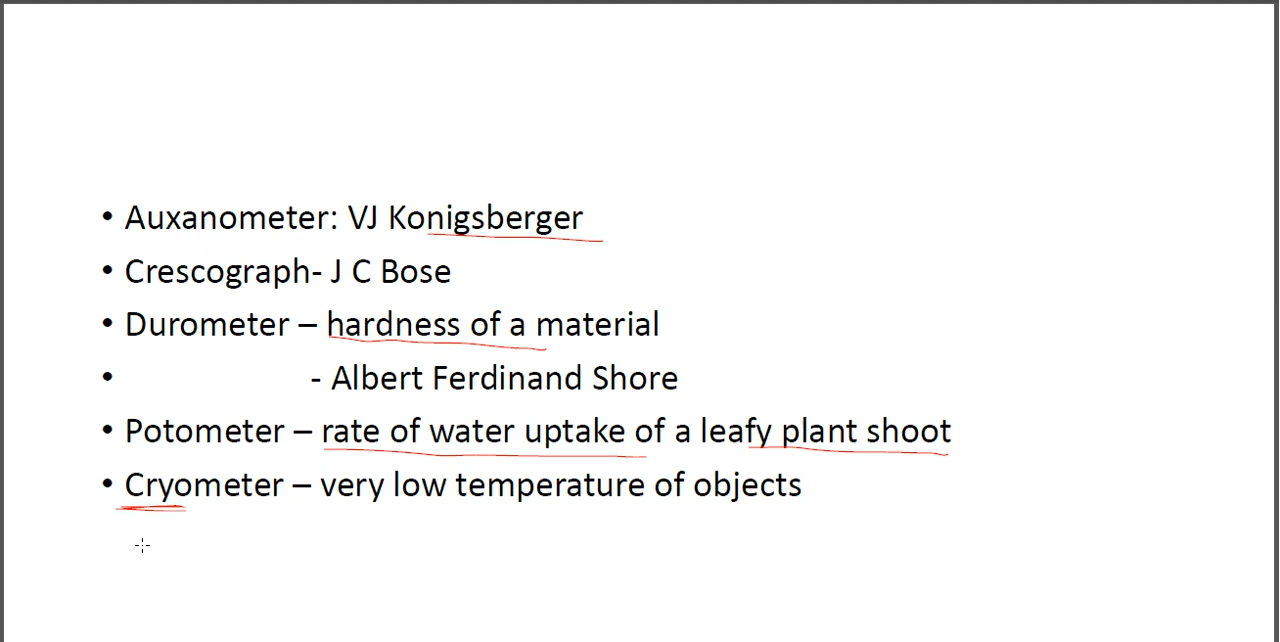 • Auxanometer: VJ Konigsberger
• Crescograph- J C Bose
• Durometer – hardness of a material
• - Albert Ferdinand Shore
• Potometer – rate of water uptake of a leafy plant shoot
• Cryometer – very low temperature of objects